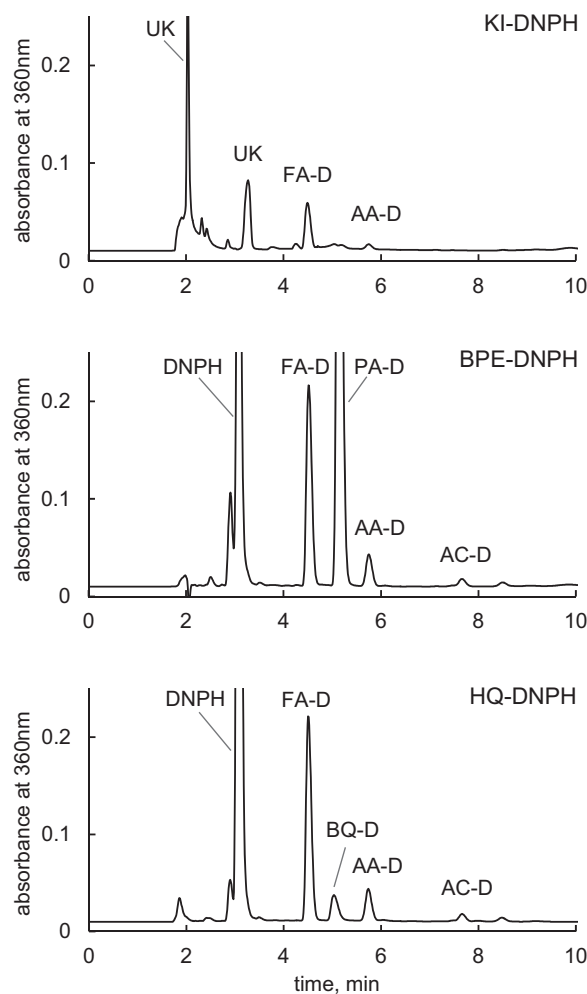 KI-DNPH
UK
UK
FA-D
AA-D
absorbance at 360nm
0.2
0.1
0
0 2 4 6 8 10
BPE-DNPH
DNPH
FA-D
PA-D
AA-D
AC-D
absorbance at 360nm
0.2
0.1
0
0 2 4 6 8 10
HQ-DNPH
DNPH
FA-D
BQ-D
AA-D
AC-D
absorbance at 360nm
0.2
0.1
0
0 2 4 6 8 10
time, min